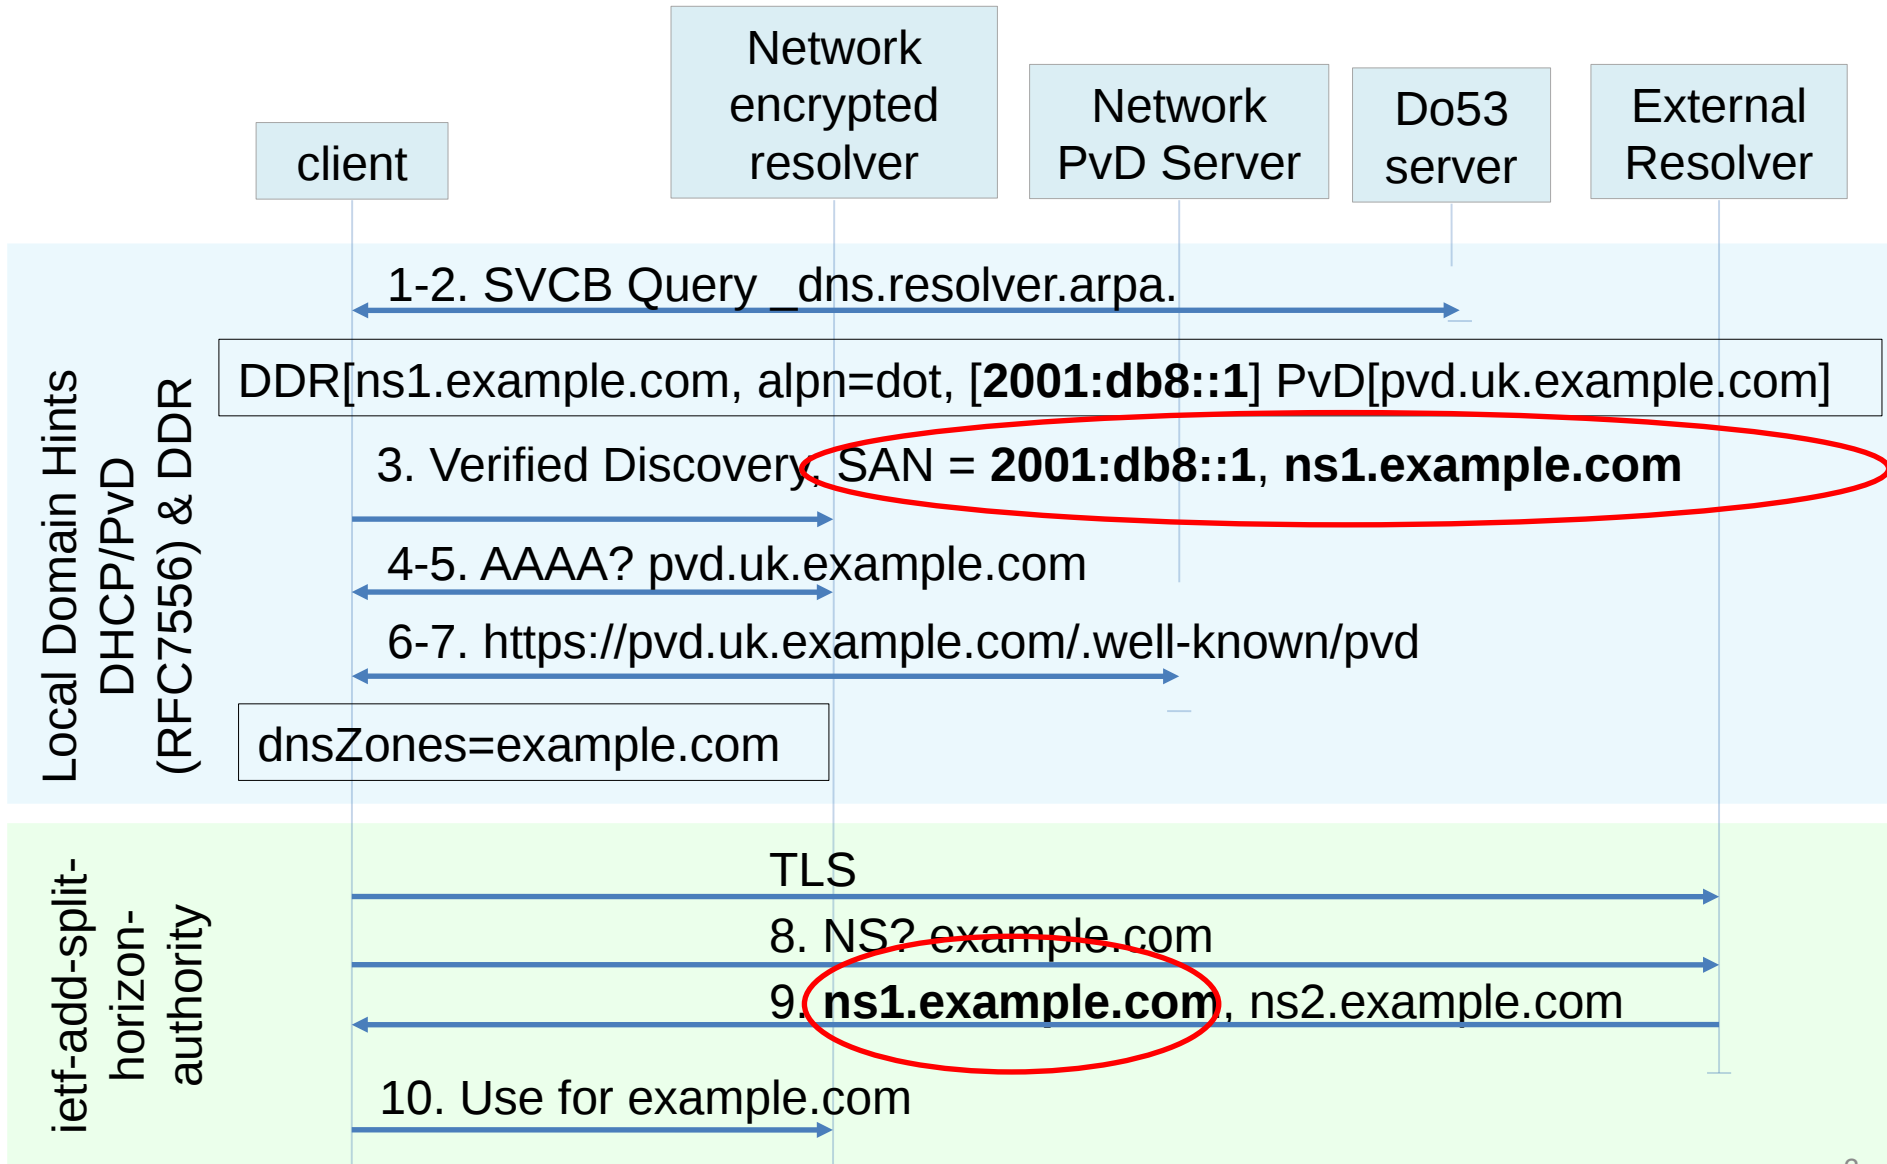 Network
encrypted
resolver
Network
PvD Server
Do53
server
External
Resolver
client
1-2. SVCB Query _dns.resolver.arpa.
DDR[ns1.example.com, alpn=dot, [2001:db8::1] PvD[pvd.uk.example.com]
3. Verified Discovery, SAN = 2001:db8::1, ns1.example.com
4-5. AAAA? pvd.uk.example.com
6-7. https://pvd.uk.example.com/.well-known/pvd
dnsZones=example.com
Local Domain Hints
DHCP/PvD
(RFC7556) & DDR
TLS
8. NS? example.com
9. ns1.example.com, ns2.example.com
10. Use for example.com
ietf-add-split-
horizon-
authority